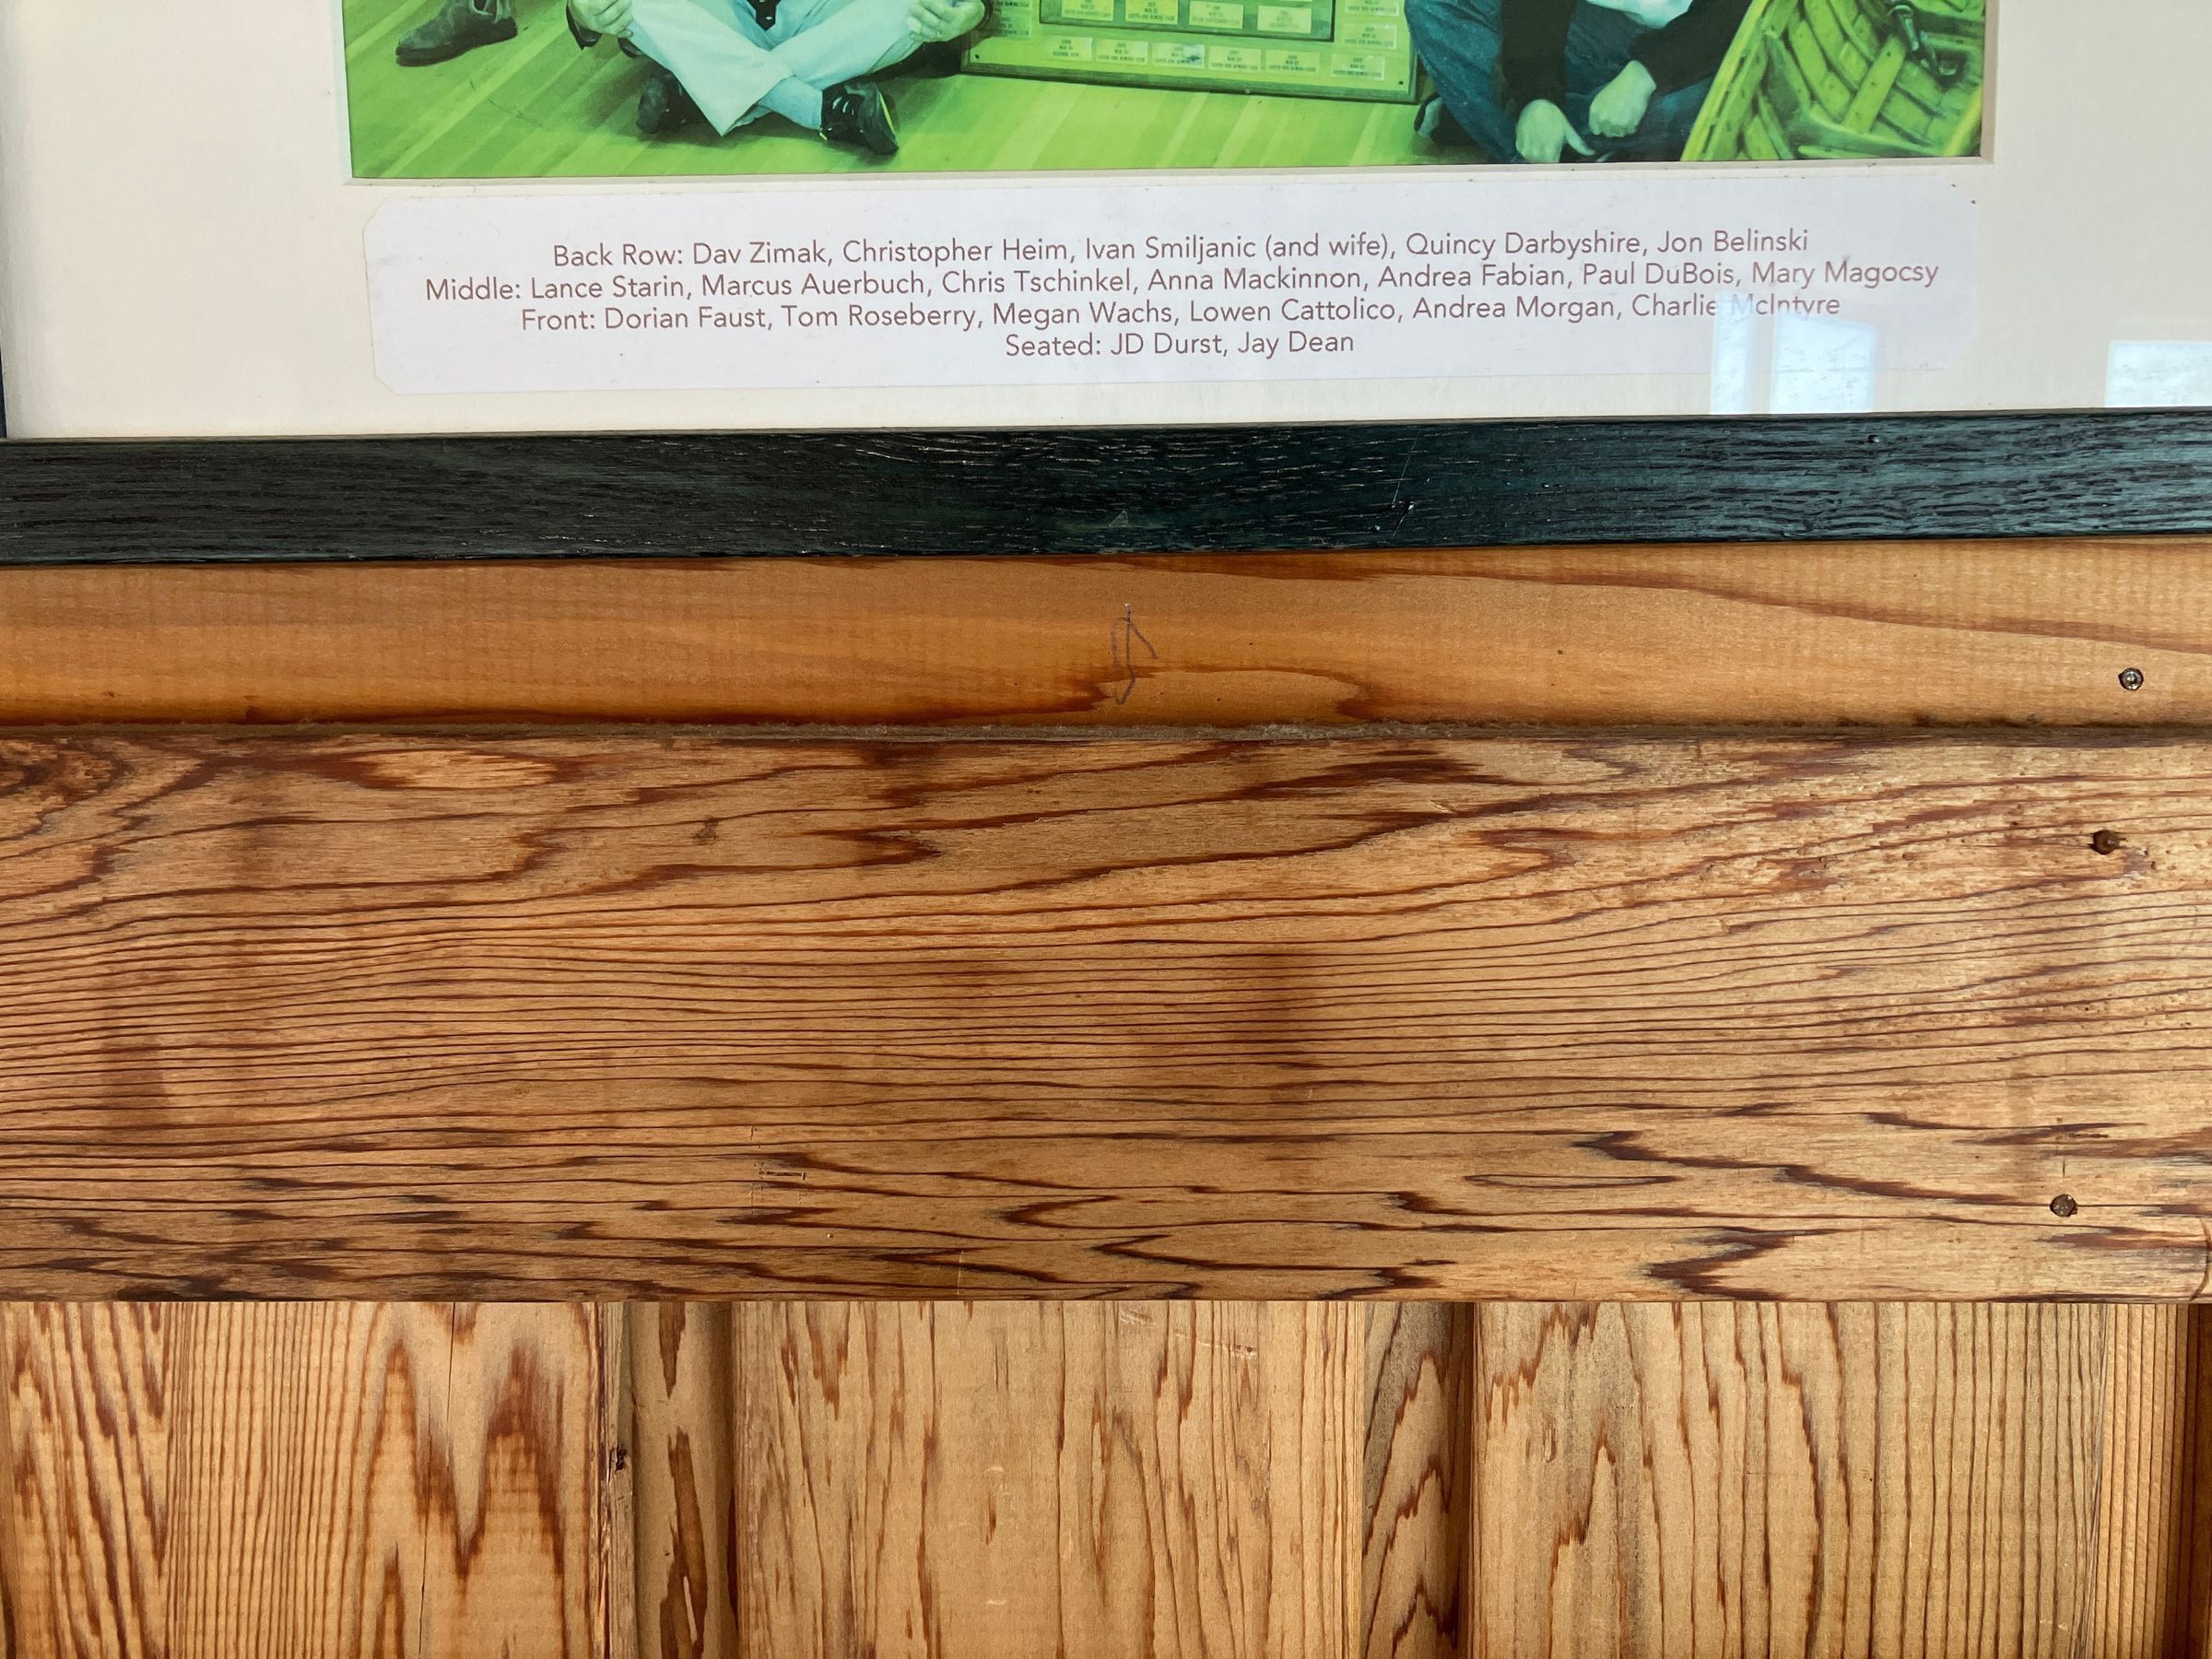 Back Row: Dav Zimak, Christopher Heim, Ivan Smiljanic (and wife), Quincy Darbyshire, Jon Belinski
Middle: Lance Starin, Marcus Auerbuch, Chris Tschinkel, Anna Mackinnon, Andrea Fabian, Paul DuBois, Mary Magocsy
Front: Dorian Faust, Tom Roseberry, Megan Wachs, Lowen Cattolico, Andrea Morgan, Charlie McIntyre
Seated: JD Durst, Jay Dean